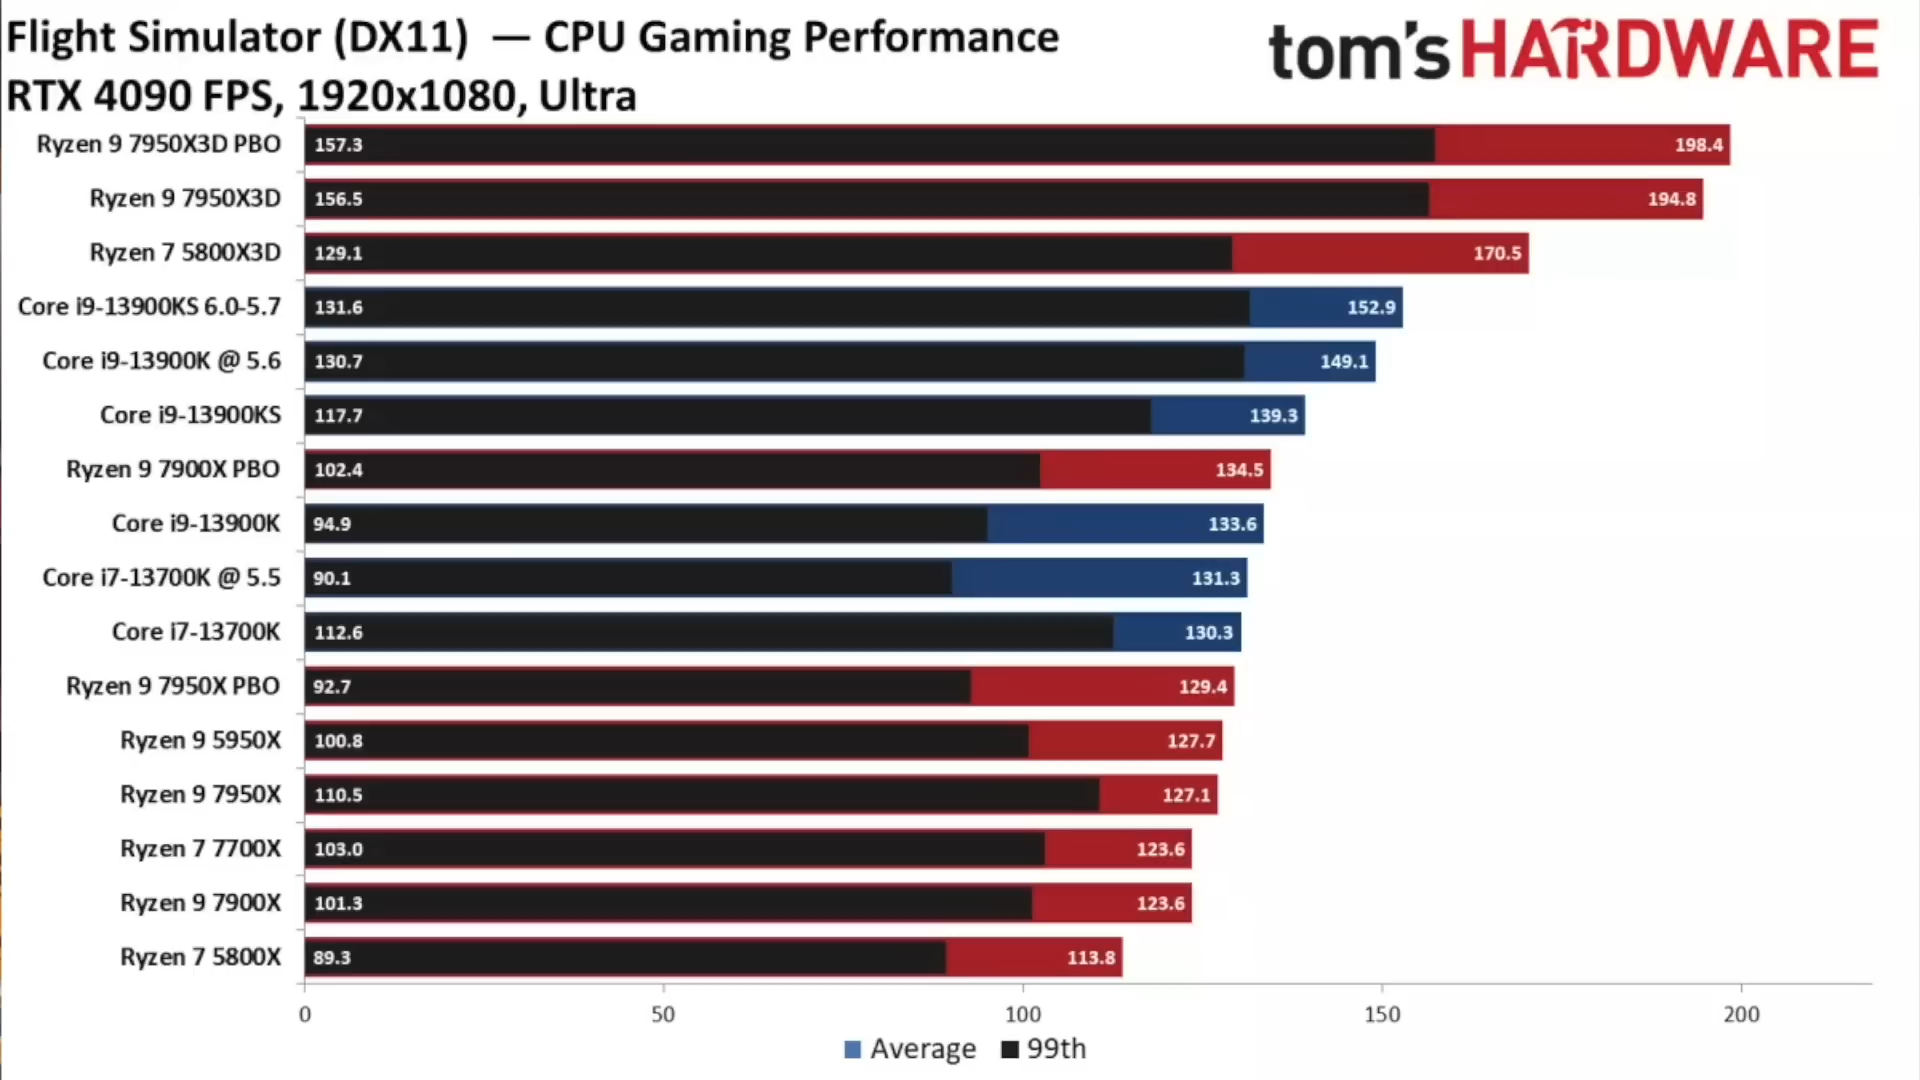 Flight Simulator (DX11) — CPU Gaming Performance
RTX 4090 FPS, 1920x1080, Ultra
tom's HARDWARE
Ryzen 9 7950X3D PBO 157.3 198.4
Ryzen 9 7950X3D 156.5 194.8
Ryzen 7 5800X3D 129.1 170.5
Core i9-13900KS 6.0-5.7 131.6 152.9
Core i9-13900K @ 5.6 130.7 149.1
Core i9-13900KS 117.7 139.3
Ryzen 9 7900X PBO 102.4 134.5
Core i9-13900K 94.9 133.6
Core i7-13700K @ 5.5 90.1 131.3
Core i7-13700K 112.6 130.3
Ryzen 9 7950X PBO 92.7 129.4
Ryzen 9 5950X 100.8 127.7
Ryzen 9 7950X 110.5 127.1
Ryzen 7 7700X 103.0 123.6
Ryzen 9 7900X 101.3 123.6
Ryzen 7 5800X 89.3 113.8
0 50 100 150 200
Average 99th